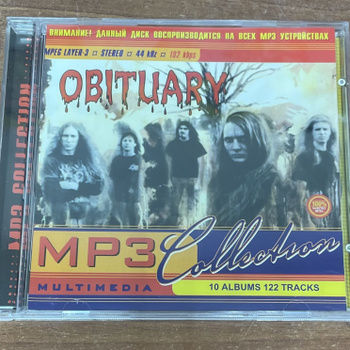 ВНИМАНИЕ! ДАННЫЙ ДИСК ВОСПРОИЗВОДИТСЯ НА ВСЕХ MP3 УСТРОЙСТВАХ
MPEG LAYER-3 STEREO 44 kHz 192 kbps
OBITUARY
MP3 COLLECTION
100%
MP3 Collection
MULTIMEDIA
10 ALBUMS 122 TRACKS